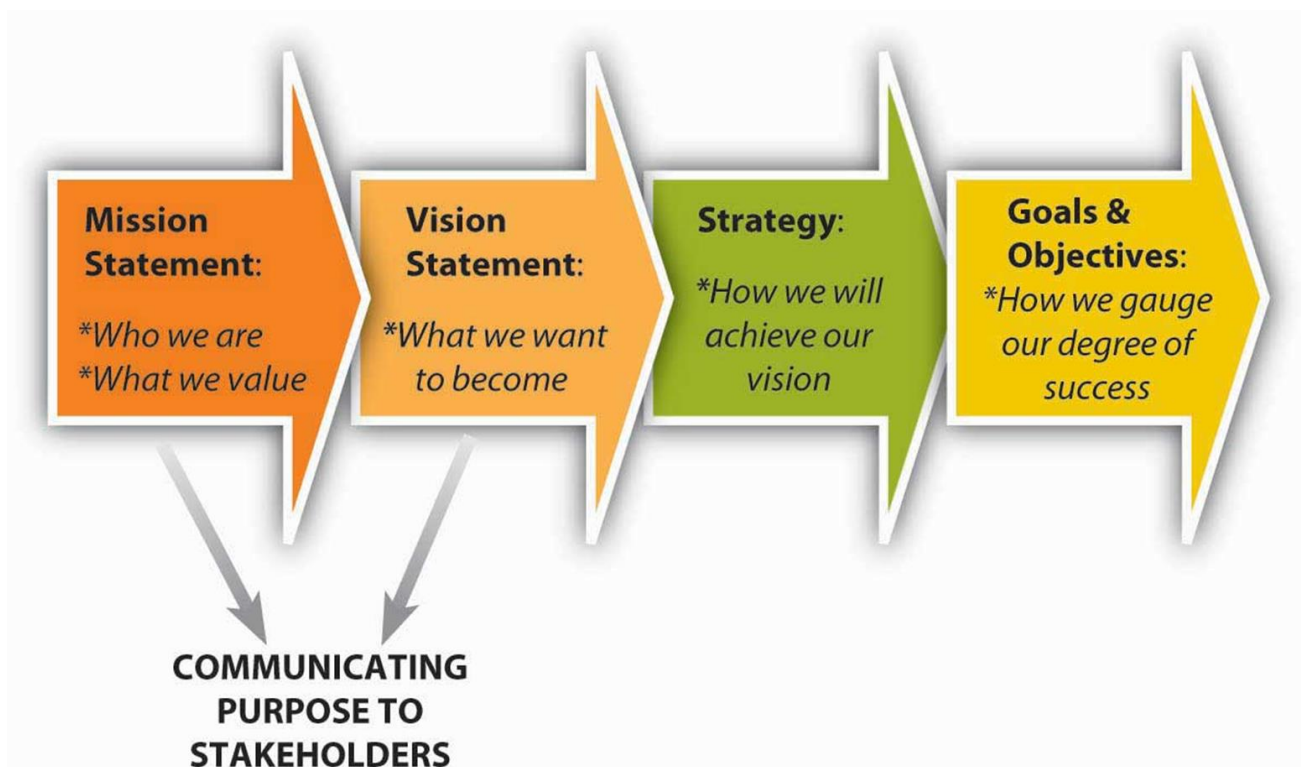 Mission
Statement:
*Who we are
*What we value
Vision
Statement:
*What we want
to become
Strategy:
*How we will
achieve our
vision
Goals &
Objectives:
*How we gauge
our degree of
success
COMMUNICATING
PURPOSE TO
STAKEHOLDERS